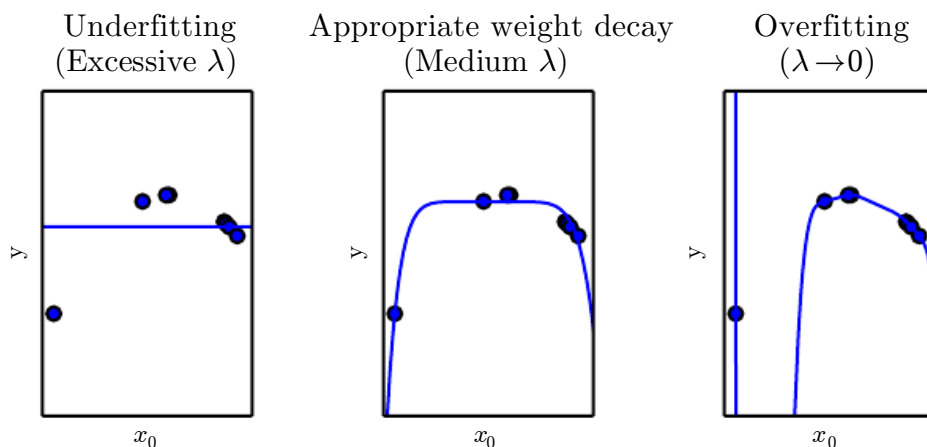 Underfitting
(Excessive λ)
Appropriate weight decay
(Medium λ)
Overfitting
(λ→0)
y
x₀
y
x₀
y
x₀